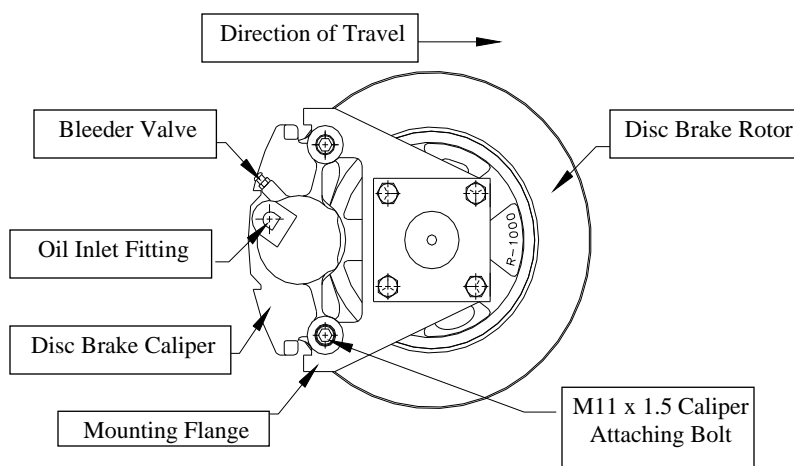 Direction of Travel
Bleeder Valve
Disc Brake Rotor
R-1000
Oil Inlet Fitting
Disc Brake Caliper
Mounting Flange
M11 x 1.5 Caliper
Attaching Bolt